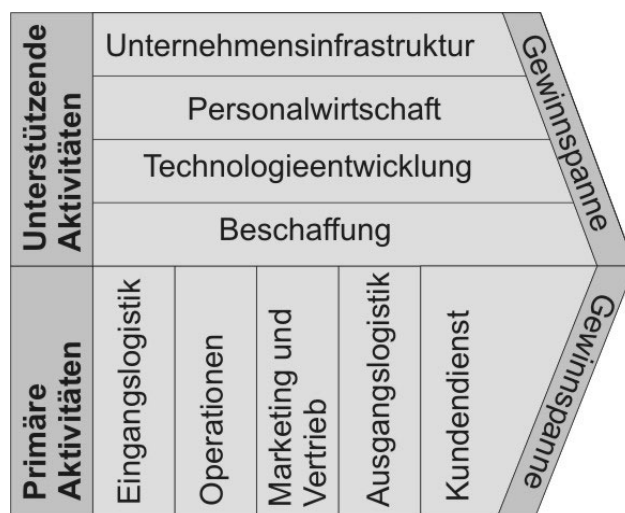 Unterstützende
Aktivitäten
Unternehmensinfrastruktur
Personalwirtschaft
Technologieentwicklung
Beschaffung
Gewinnspanne
Primäre
Aktivitäten
Eingangslogistik
Operationen
Marketing und
Vertrieb
Ausgangslogistik
Kundendienst
Gewinnspanne